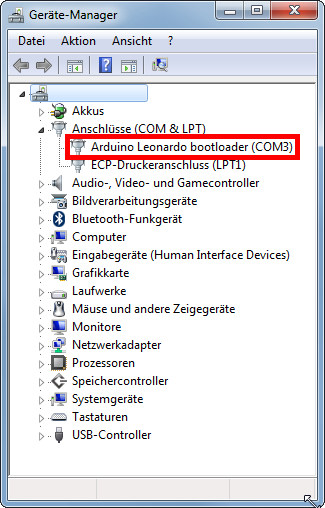 Geräte-Manager
Datei Aktion Ansicht ?
Akkus
Anschlüsse (COM & LPT)
Arduino Leonardo bootloader (COM3)
ECP-Druckeranschluss (LPT1)
Audio-, Video- und Gamecontroller
Bildverarbeitungsgeräte
Bluetooth-Funkgerät
Computer
Eingabegeräte (Human Interface Devices)
Grafikkarte
Laufwerke
Mäuse und andere Zeigegeräte
Monitore
Netzwerkadapter
Prozessoren
Speichercontroller
Systemgeräte
Tastaturen
USB-Controller